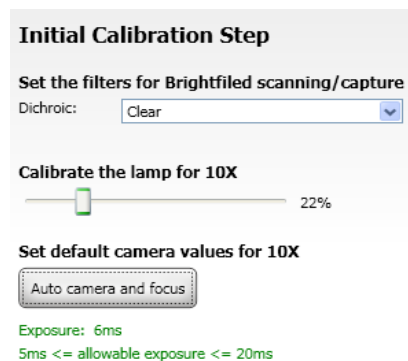 Initial Calibration Step
Set the filters for Brightfiled scanning/capture
Dichroic: Clear
Calibrate the lamp for 10X
22%
Set default camera values for 10X
Auto camera and focus
Exposure: 6ms
5ms <= allowable exposure <= 20ms